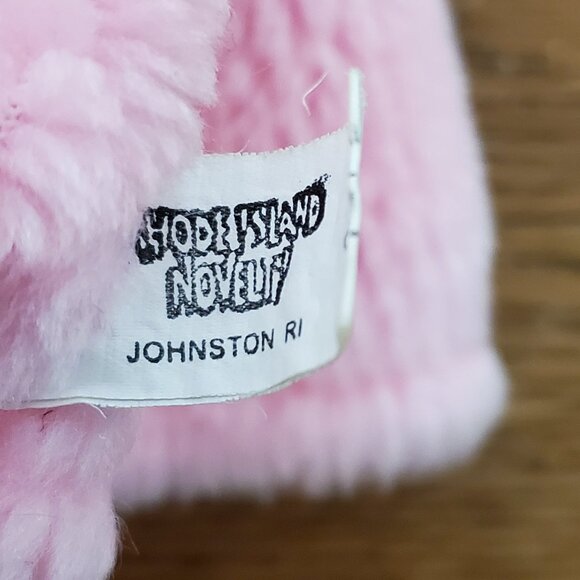 RHODE ISLAND
NOVELTY
JOHNSTON RI